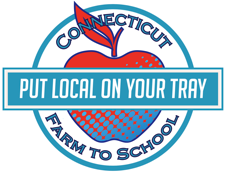 CONNECTICUT
PUT LOCAL ON YOUR TRAY
FARM TO SCHOOL